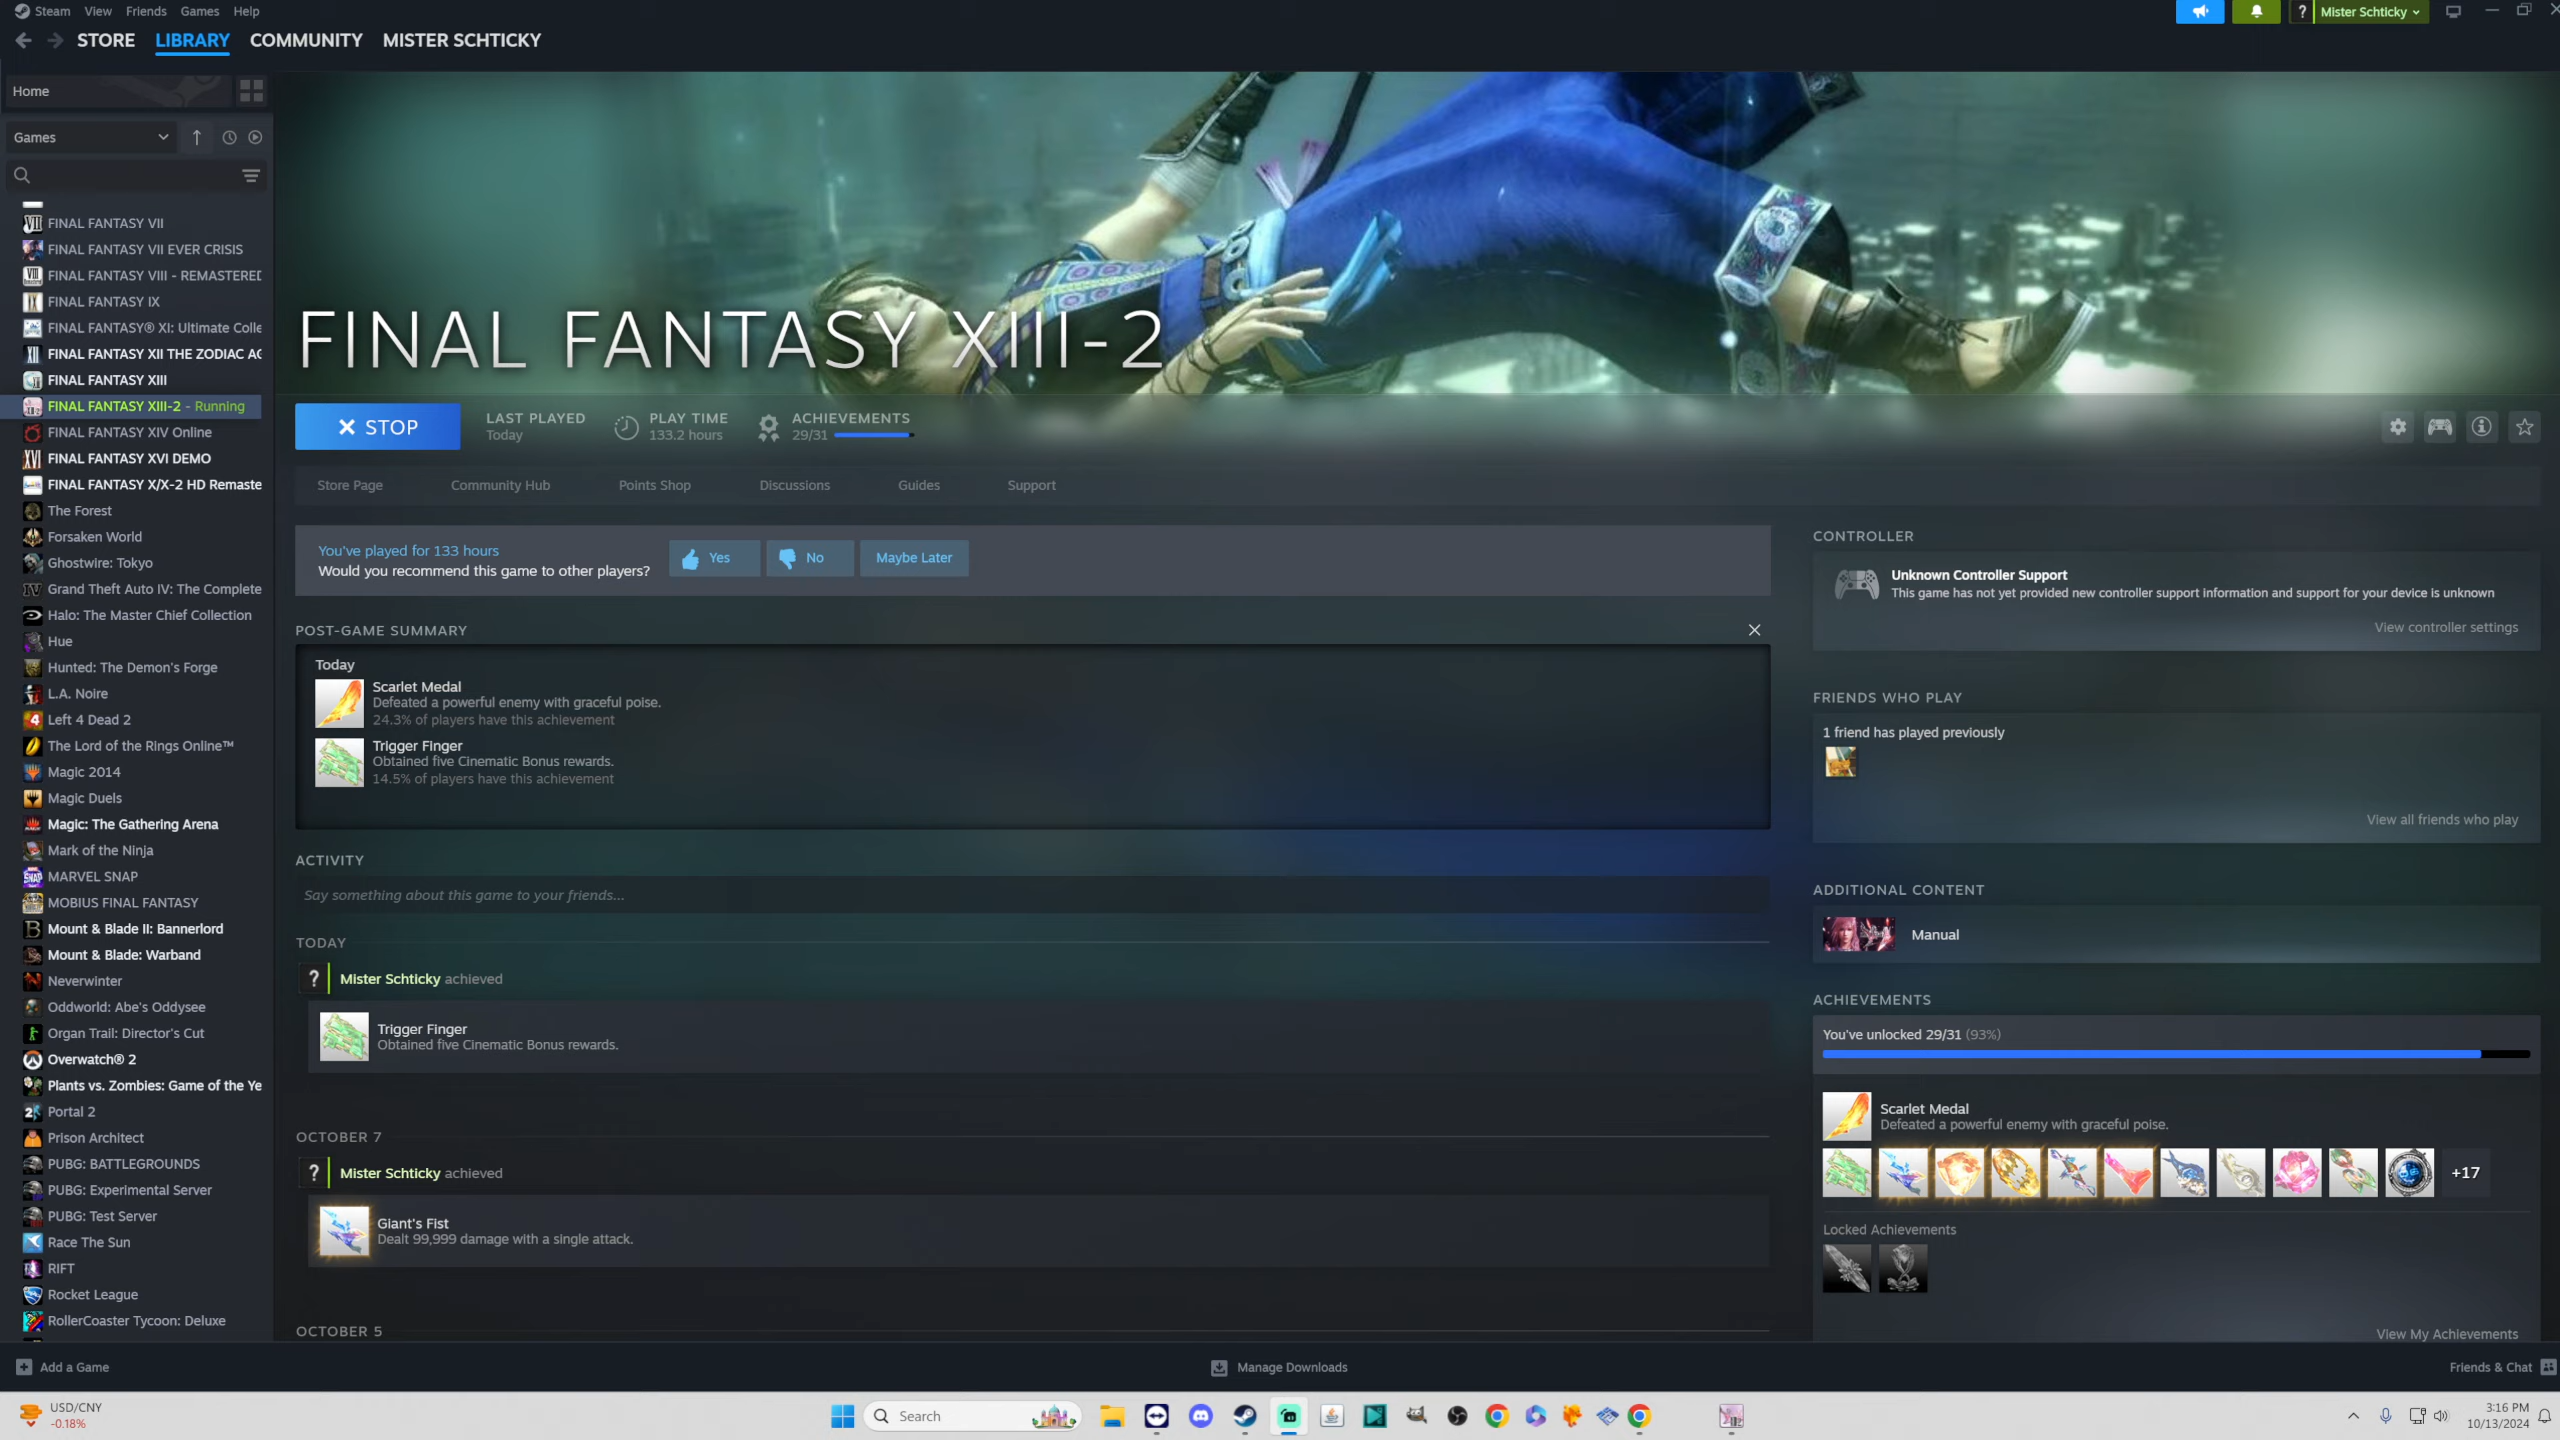 Steam View Friends Games Help
Mister Schticky
STORE LIBRARY COMMUNITY MISTER SCHTICKY
Home
Games
FINAL FANTASY VII
FINAL FANTASY VII EVER CRISIS
FINAL FANTASY VIII - REMASTERED
FINAL FANTASY IX
FINAL FANTASY® XI: Ultimate Colle
FINAL FANTASY XII THE ZODIAC AG
FINAL FANTASY XIII
FINAL FANTASY XIII-2 - Running
FINAL FANTASY XIV Online
FINAL FANTASY XVI DEMO
FINAL FANTASY X/X-2 HD Remaste
The Forest
Forsaken World
Ghostwire: Tokyo
Grand Theft Auto IV: The Complete
Halo: The Master Chief Collection
Hue
Hunted: The Demon's Forge
L.A. Noire
Left 4 Dead 2
The Lord of the Rings Online™
Magic 2014
Magic Duels
Magic: The Gathering Arena
Mark of the Ninja
MARVEL SNAP
MOBIUS FINAL FANTASY
Mount & Blade II: Bannerlord
Mount & Blade: Warband
Neverwinter
Oddworld: Abe's Oddysee
Organ Trail: Director's Cut
Overwatch® 2
Plants vs. Zombies: Game of the Ye
Portal 2
Prison Architect
PUBG: BATTLEGROUNDS
PUBG: Experimental Server
PUBG: Test Server
Race The Sun
RIFT
Rocket League
RollerCoaster Tycoon: Deluxe
FINAL FANTASY XIII-2
STOP
LAST PLAYED
Today
PLAY TIME
133.2 hours
ACHIEVEMENTS
29/31
Store Page Community Hub Points Shop Discussions Guides Support
You've played for 133 hours
Would you recommend this game to other players?
Yes No Maybe Later
POST-GAME SUMMARY
Today
Scarlet Medal
Defeated a powerful enemy with graceful poise.
24.3% of players have this achievement
Trigger Finger
Obtained five Cinematic Bonus rewards.
14.5% of players have this achievement
ACTIVITY
Say something about this game to your friends...
TODAY
Mister Schticky achieved
Trigger Finger
Obtained five Cinematic Bonus rewards.
OCTOBER 7
Mister Schticky achieved
Giant's Fist
Dealt 99,999 damage with a single attack.
OCTOBER 5
CONTROLLER
Unknown Controller Support
This game has not yet provided new controller support information and support for your device is unknown
View controller settings
FRIENDS WHO PLAY
1 friend has played previously
View all friends who play
ADDITIONAL CONTENT
Manual
ACHIEVEMENTS
You've unlocked 29/31 (93%)
Scarlet Medal
Defeated a powerful enemy with graceful poise.
+17
Locked Achievements
View My Achievements
Add a Game
Manage Downloads
Friends & Chat
USD/CNY
-0.18%
Search
3:16 PM
10/13/2024